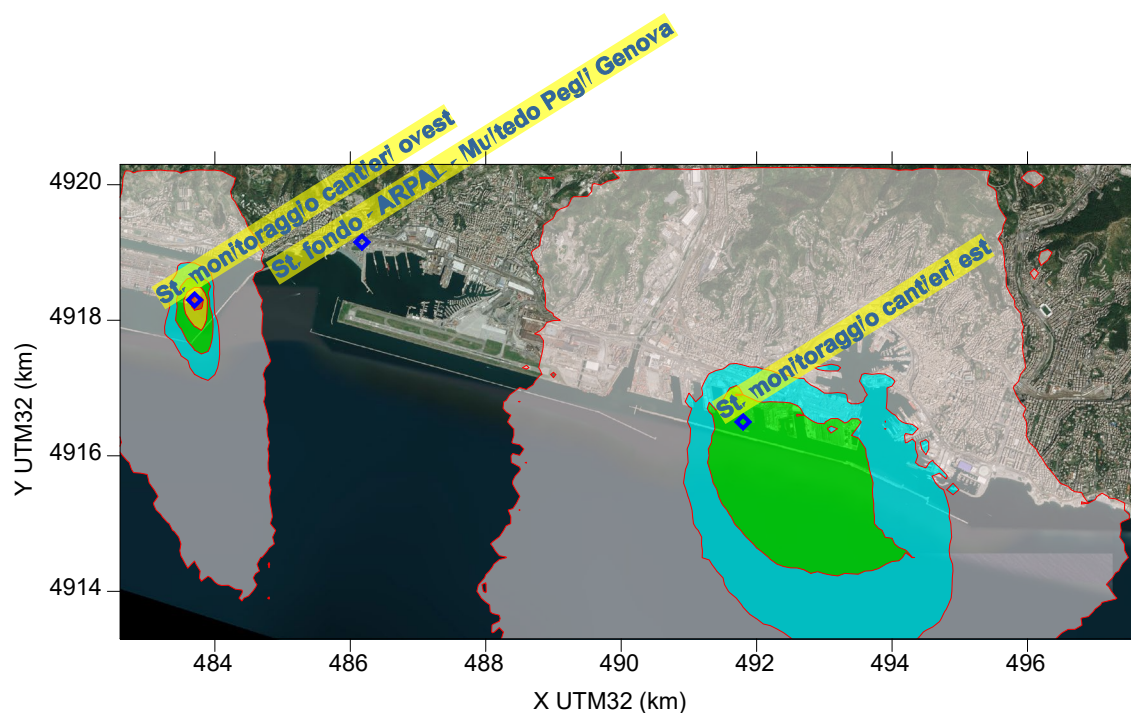 St. fondo - ARPAL - Multedo Pegli Genova
St. monitoraggio cantieri ovest
St. monitoraggio cantieri est
4920
4918
4916
4914
Y UTM32 (km)
484
486
488
490
492
494
496
X UTM32 (km)